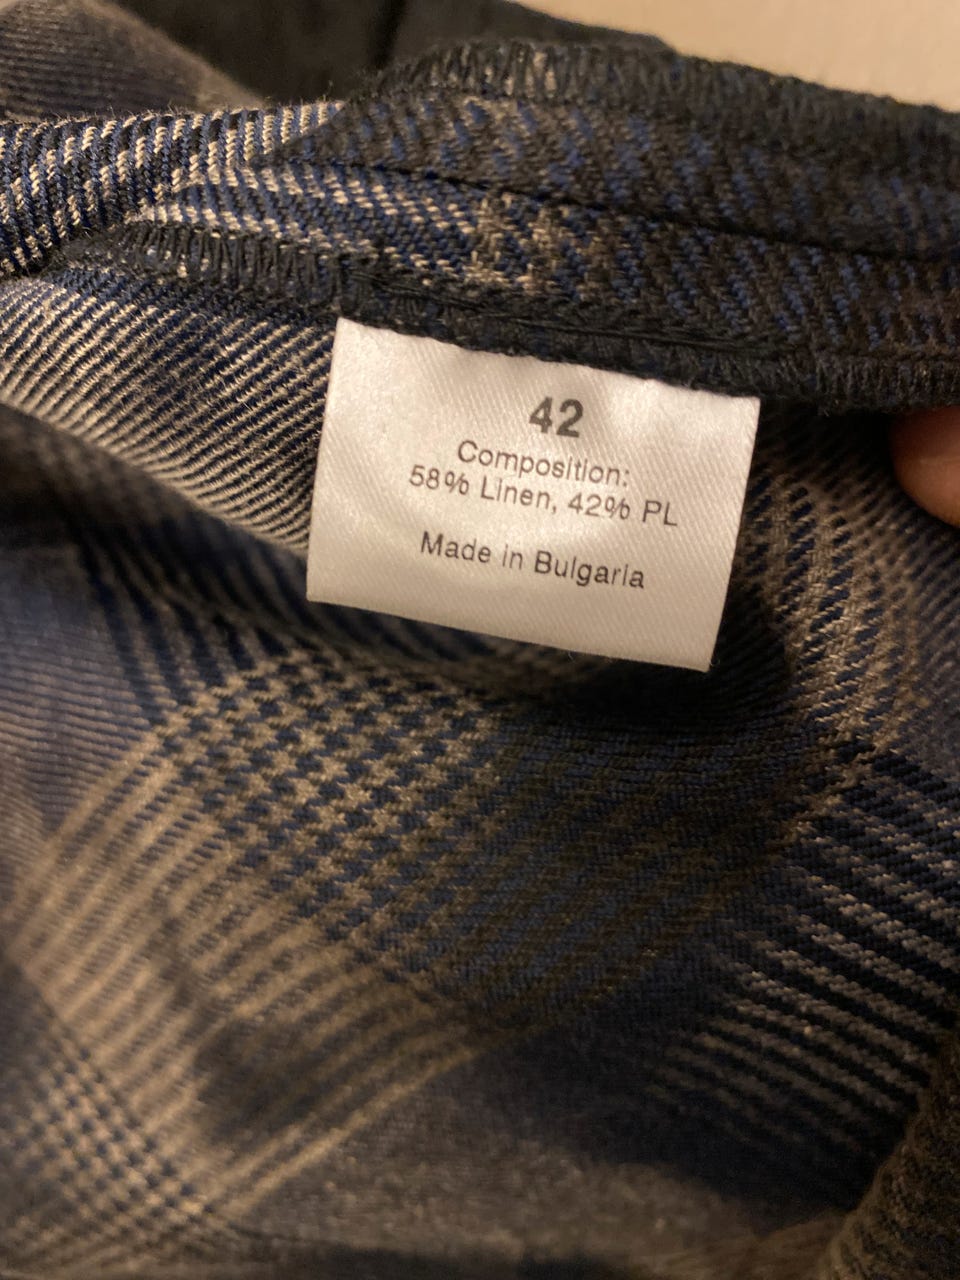 42
Composition:
58% Linen, 42% PL
Made in Bulgaria